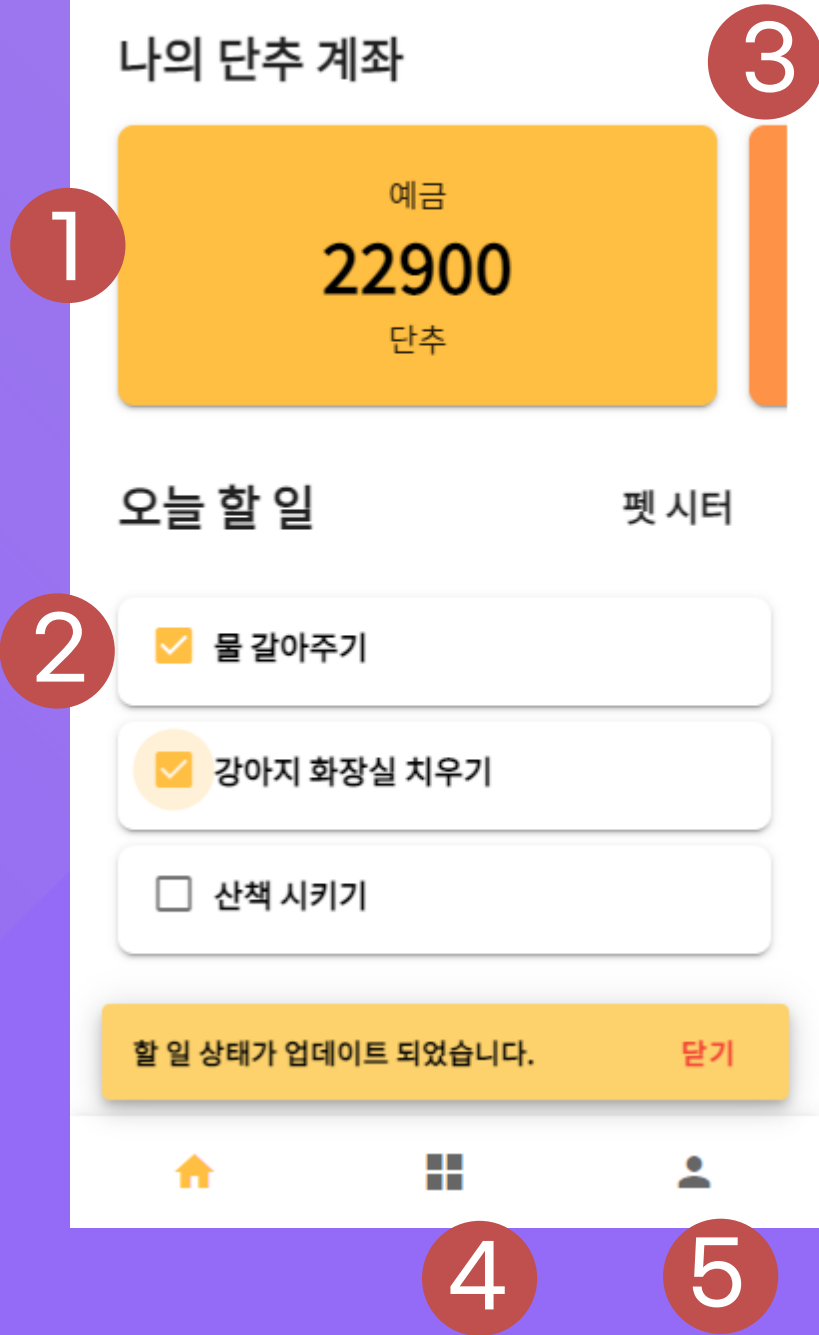 나의 단추 계좌
3
1
예금
22900
단추
오늘 할 일
펫 시터
2
물 갈아주기
강아지 화장실 치우기
산책 시키기
할 일 상태가 업데이트 되었습니다.
닫기
4
5